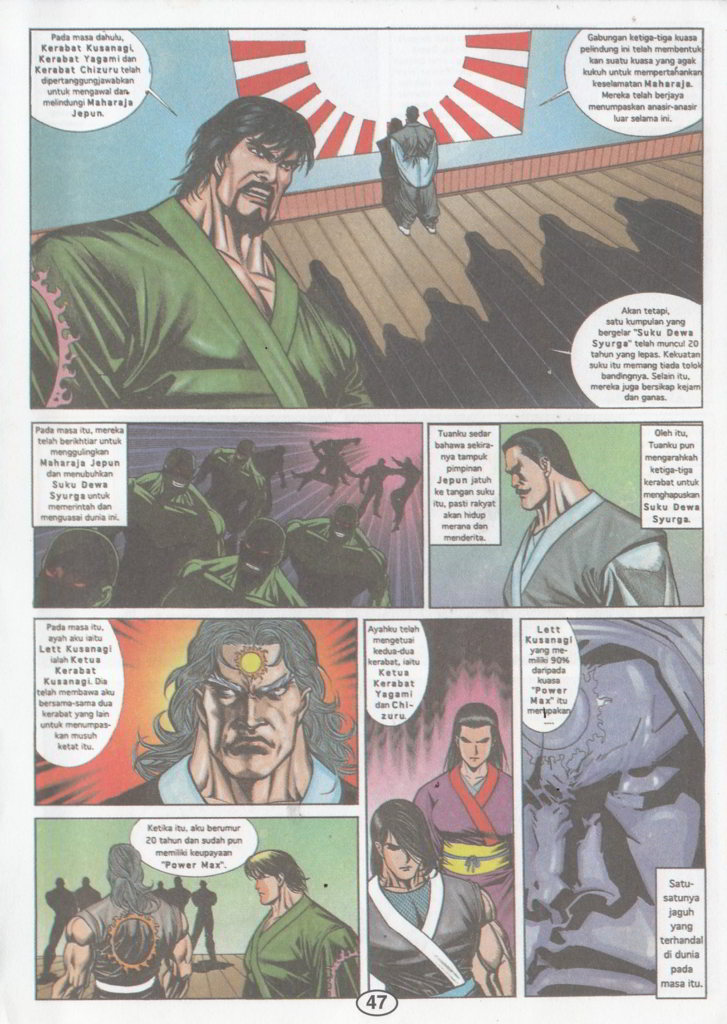 Pada masa dahulu,
Kerabat Kusanagi,
Kerabat Yagami dan
Kerabat Chizuru telah
dipertanggungjawabkan
untuk mengawal dan
melindungi Maharaja
Jepun.
Gabungan ketiga-tiga kuasa
pelindung ini telah membentuk-
kan suatu kuasa yang agak
kukuh untuk mempertahankan
keselamatan Maharaja.
Mereka telah berjaya
menumpaskan anasir-anasir
luar selama ini.
Akan tetapi,
satu kumpulan yang
bergelar "Suku Dewa
Syurga" telah muncul 20
tahun yang lepas. Kekuatan
suku itu memang tiada tolok
bandingnya. Selain itu,
mereka juga bersikap kejam
dan ganas.
Pada masa itu, mereka
telah berikhtiar untuk
menggulingkan
Maharaja Jepun
dan menubuhkan
Suku Dewa
Syurga untuk
memerintah dan
menguasai dunia ini.
Tuanku sedar
bahawa sekira-
nya tampuk
pimpinan
Jepun jatuh
ke tangan suku
itu, pasti rakyat
akan hidup
merana dan
menderita.
Oleh itu,
Tuanku pun
mengarahkah
ketiga-tiga
kerabat untuk
menghapuskan
Suku Dewa
Syurga.
Pada masa itu,
ayah aku iaitu
Lett Kusanagi
ialah Ketua
Kerabat
Kusanagi. Dia
telah membawa aku
bersama-sama dua
kerabat yang lain
untuk menumpas-
kan musuh
ketat itu.
Ayahku telah
mengetuai
kedua-dua
kerabat, iaitu
Ketua
Kerabat
Yagami
dan Chi-
zuru.
Lett
Kusanagi
yang me-
miliki 90%
daripada
kuasa
"Power
Max" itu
merupakan
....
Ketika itu, aku berumur
20 tahun dan sudah pun
memiliki keupayaan
"Power Max".
Satu-
satunya
jaguh
yang
terhandal
di dunia
pada
masa itu.
47